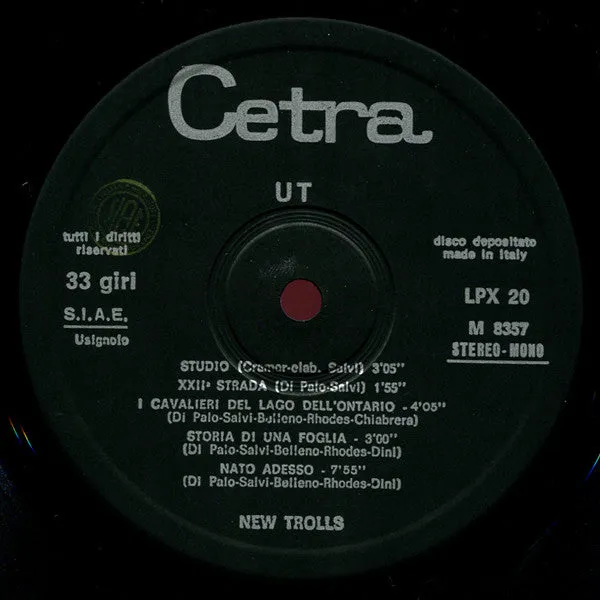 Cetra
UT
SIAE
tutti i diritti
riservati
33 giri
S.I.A.E.
Usignolo
disco depositato
made in Italy
LPX 20
M 8357
STEREO-MONO
STUDIO (Cramer-elab. Salvi) 3'05"
XXIIª STRADA (Di Palo-Salvi) 1'55"
I CAVALIERI DEL LAGO DELL'ONTARIO - 4'05"
(Di Palo-Salvi-Belleno-Rhodes-Chiabrera)
STORIA DI UNA FOGLIA - 3'00"
(Di Palo-Salvi-Belleno-Rhodes-Dini)
NATO ADESSO - 7'55"
(Di Palo-Salvi-Belleno-Rhodes-Dini)
NEW TROLLS